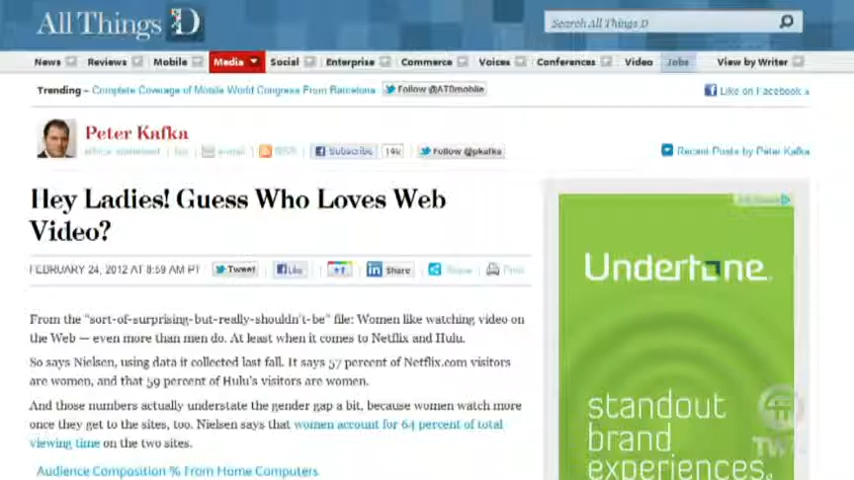 All Things D
Search All Things D
News Reviews Mobile Media Social Enterprise Commerce Voices Conferences Video Jobs View by Writer
Trending – Complete Coverage of Mobile World Congress From Barcelona Follow @ATDmobile Like on Facebook »
Peter Kafka
ethics statement | bio | e-mail RSS Subscribe 14k Follow @pkafka Recent Posts by Peter Kafka
Hey Ladies! Guess Who Loves Web
Video?
FEBRUARY 24, 2012 AT 8:59 AM PT Tweet Like +1 Share Share Print
From the "sort-of-surprising-but-really-shouldn't-be" file: Women like watching video on
the Web — even more than men do. At least when it comes to Netflix and Hulu.
So says Nielsen, using data it collected last fall. It says 57 percent of Netflix.com visitors
are women, and that 59 percent of Hulu's visitors are women.
And those numbers actually understate the gender gap a bit, because women watch more
once they get to the sites, too. Nielsen says that women account for 64 percent of total
viewing time on the two sites.
Audience Composition % From Home Computers
Undertone.
standout
brand
experiences.
TWiT